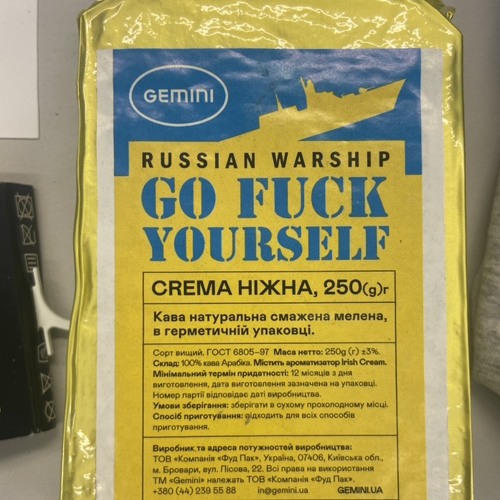 GEMINI
RUSSIAN WARSHIP
GO FUCK
YOURSELF
CREMA НІЖНА, 250(g)г
Кава натуральна смажена мелена,
в герметичній упаковці.
Сорт вищий. ГОСТ 6805-97 Маса нетто: 250g (г) ±3%.
Склад: 100% кава Арабіка. Містить ароматизатор Irish Cream.
Мінімальний термін придатності: 12 місяців з дня
виготовлення, дата виготовлення зазначена на упаковці.
Номер партії відповідає даті виробництва.
Умови зберігання: зберігати в сухому прохолодному місці.
Спосіб приготування: підходить для всіх способів
приготування.
Виробник та адреса потужностей виробництва:
ТОВ «Компанія «Фуд Пак», Україна, 07406, Київська обл.,
м. Бровари, вул. Лісова, 22. Всі права на використання
ТМ «Gemini» належать ТОВ «Компанія «Фуд Пак».
+380 (44) 239 55 88 in@gemini.ua GEMINI.UA